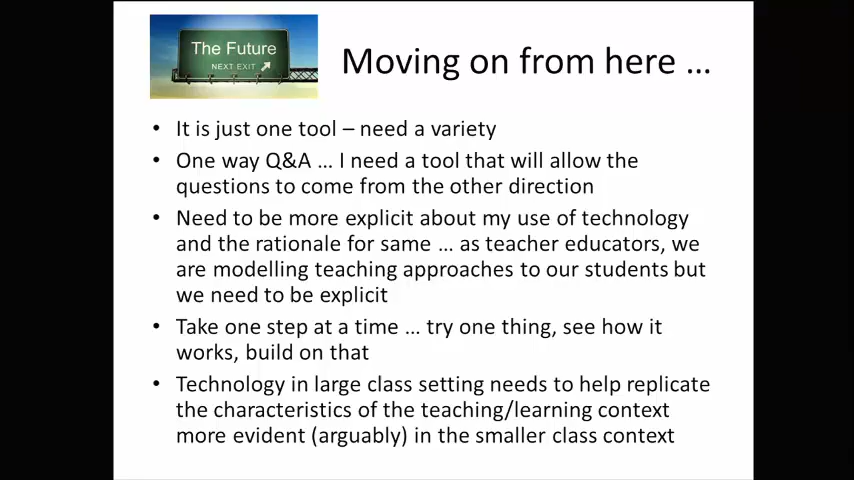 The Future
NEXT EXIT
Moving on from here …
• It is just one tool – need a variety
• One way Q&A … I need a tool that will allow the
questions to come from the other direction
• Need to be more explicit about my use of technology
and the rationale for same … as teacher educators, we
are modelling teaching approaches to our students but
we need to be explicit
• Take one step at a time … try one thing, see how it
works, build on that
• Technology in large class setting needs to help replicate
the characteristics of the teaching/learning context
more evident (arguably) in the smaller class context